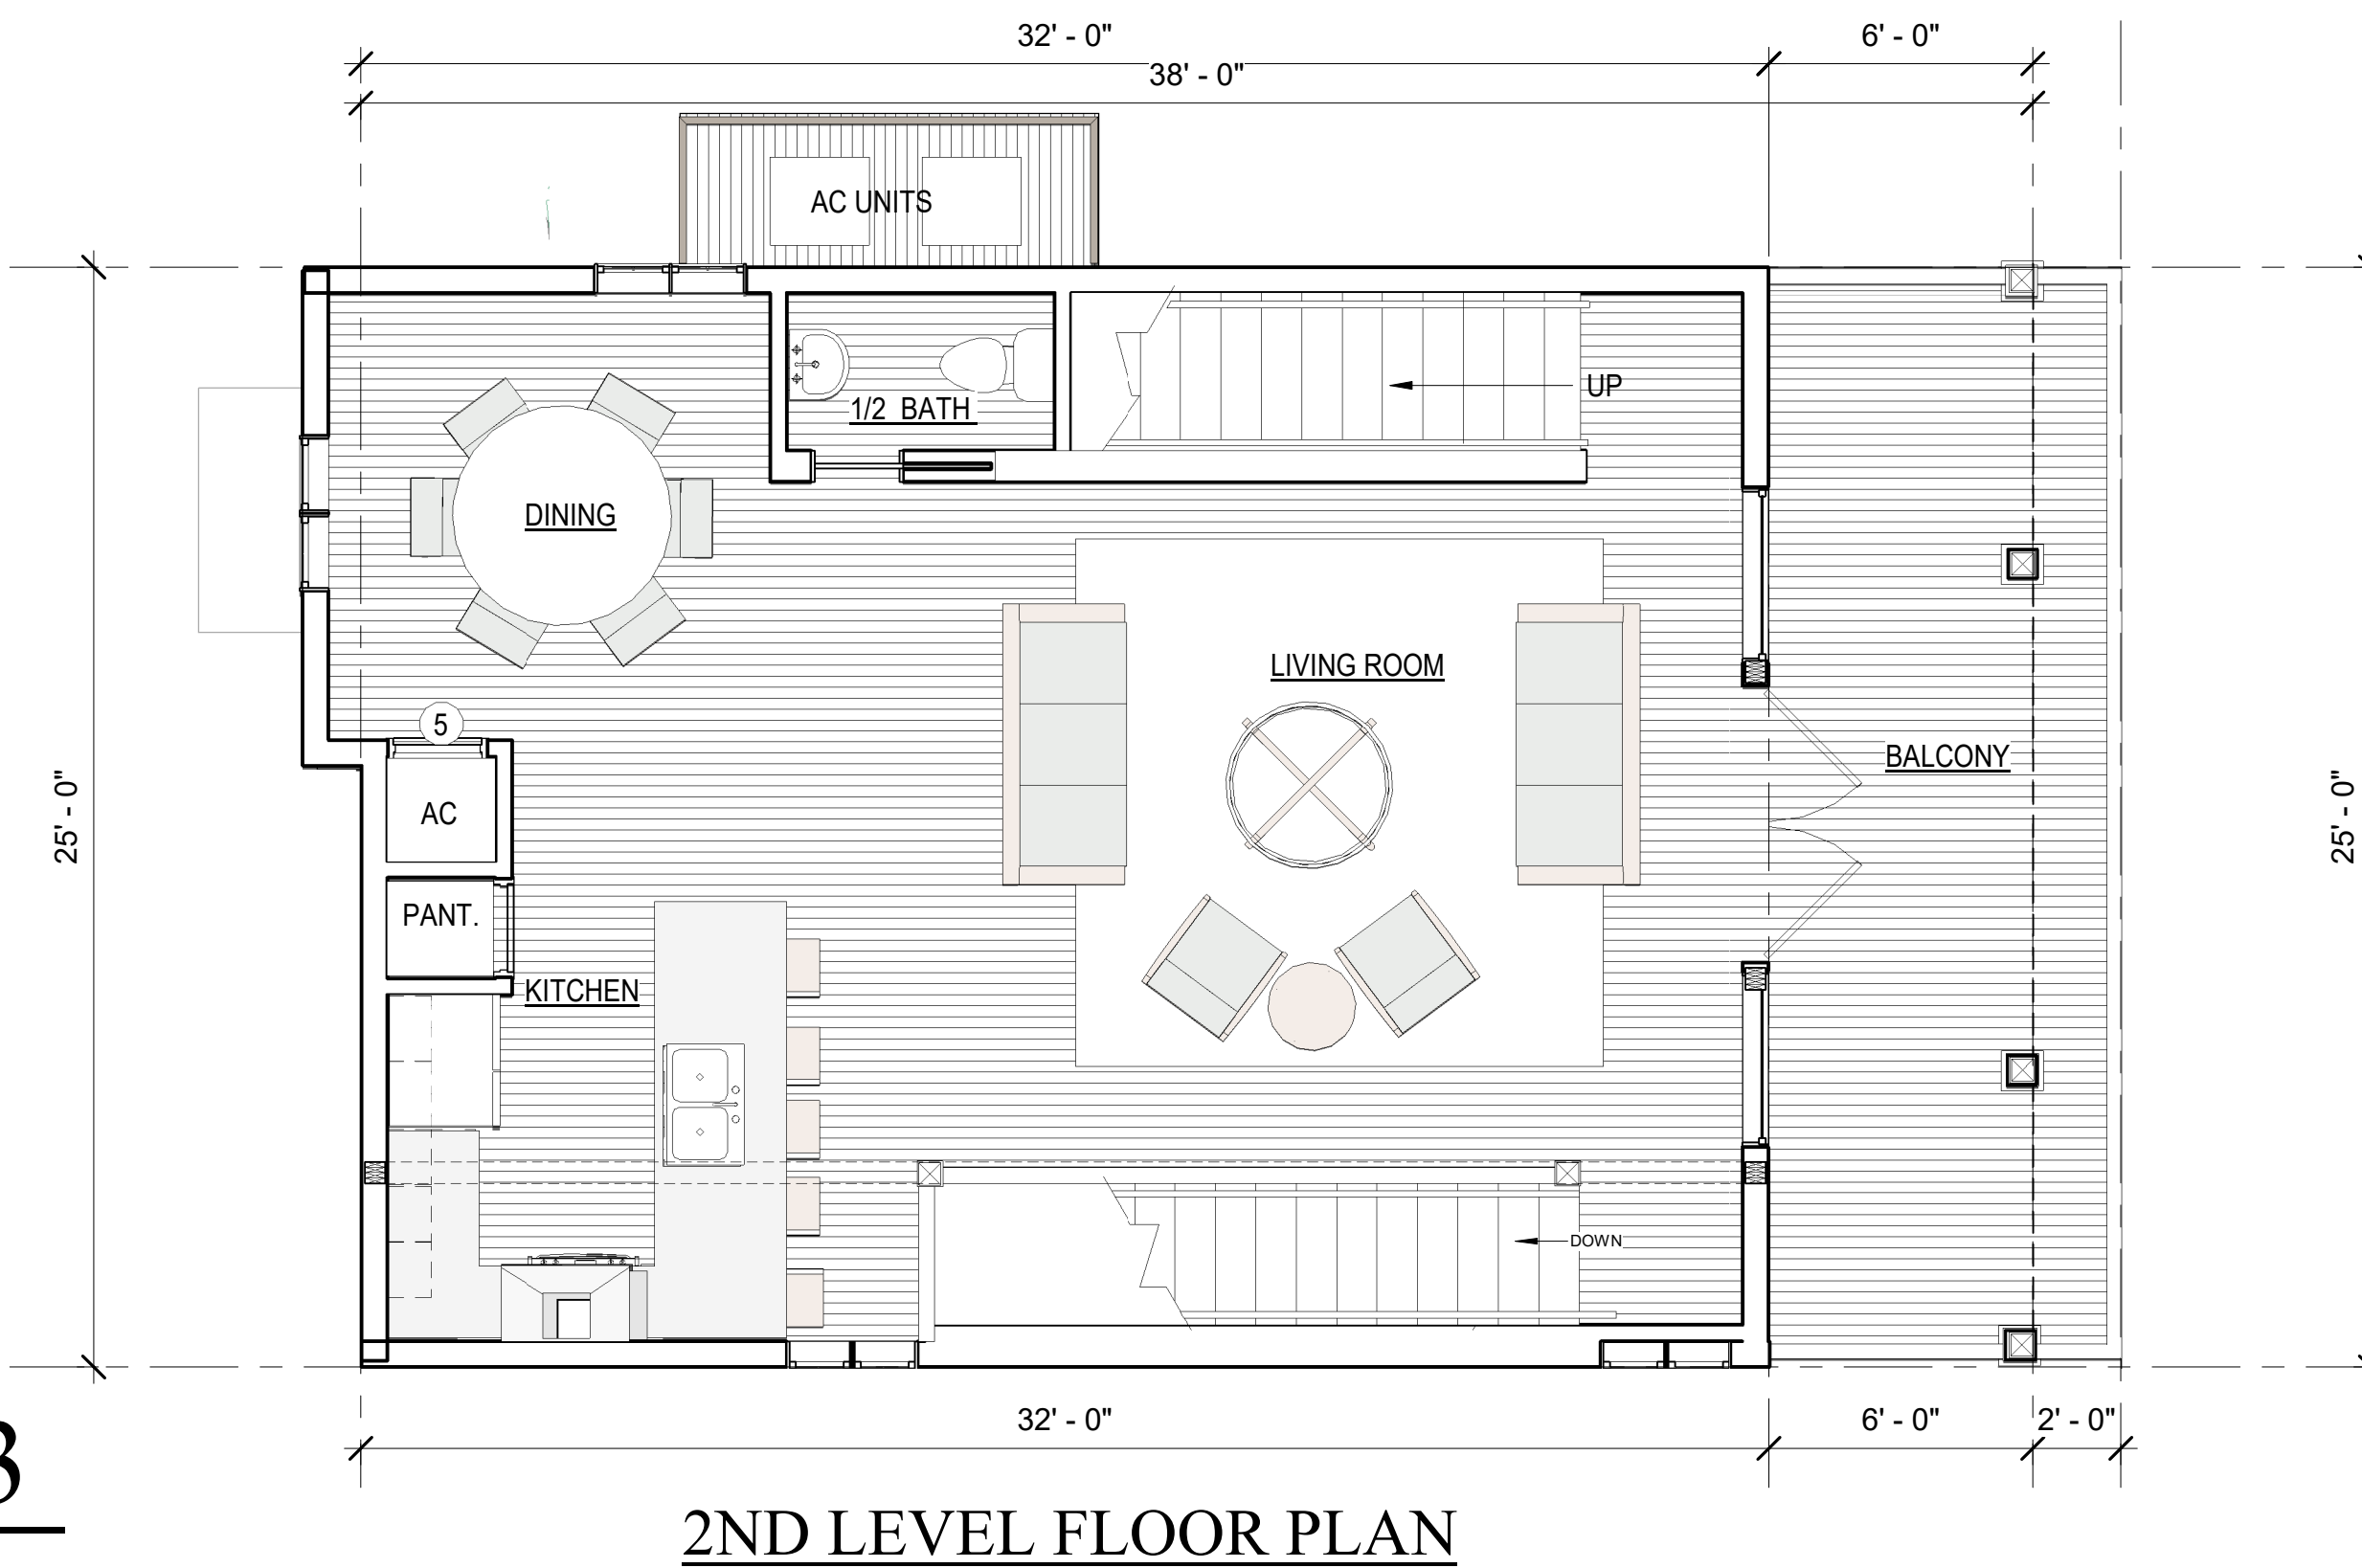 32' - 0"
6' - 0"
38' - 0"
AC UNITS
UP
1/2 BATH
DINING
LIVING ROOM
5
BALCONY
25' - 0"
25' - 0"
AC
PANT.
KITCHEN
DOWN
32' - 0"
6' - 0"
2' - 0"
2ND LEVEL FLOOR PLAN